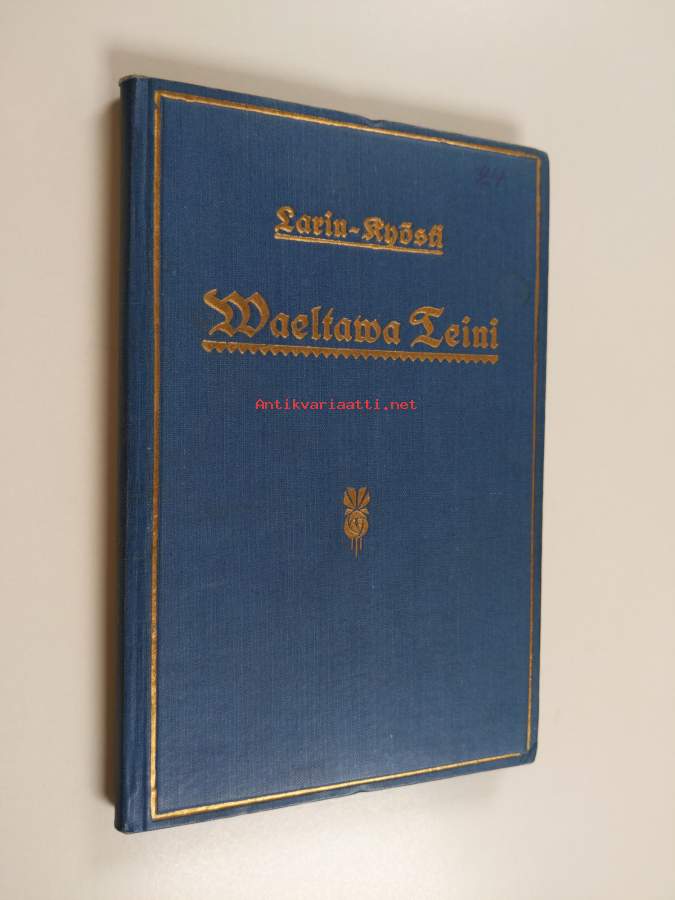 24
Larin-Kyösti
Waeltawa Teini
Antikvariaatti.net